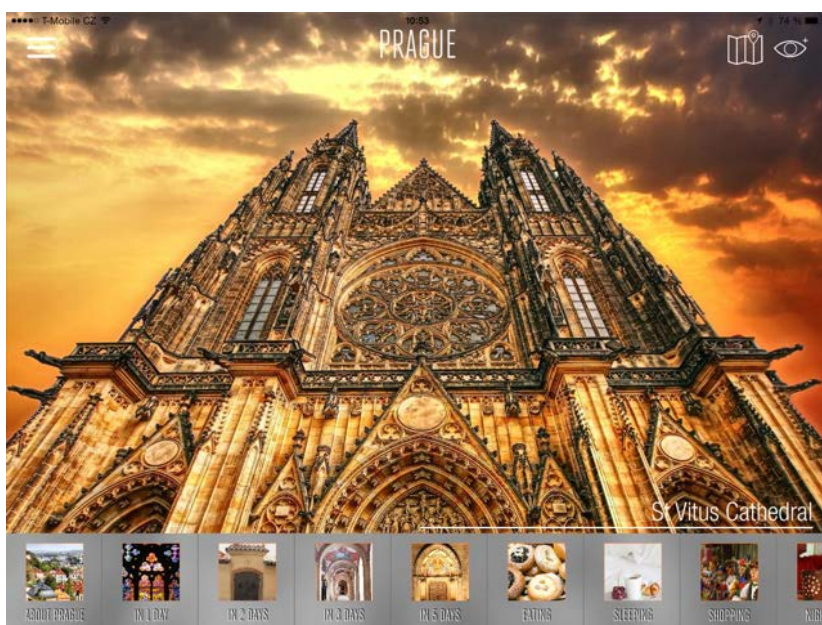 T-Mobile CZ
10:53
74 %
PRAGUE
St Vitus Cathedral
ABOUT PRAGUE
IN 1 DAY
IN 2 DAYS
IN 3 DAYS
IN 5 DAYS
EATING
SLEEPING
SHOPPING